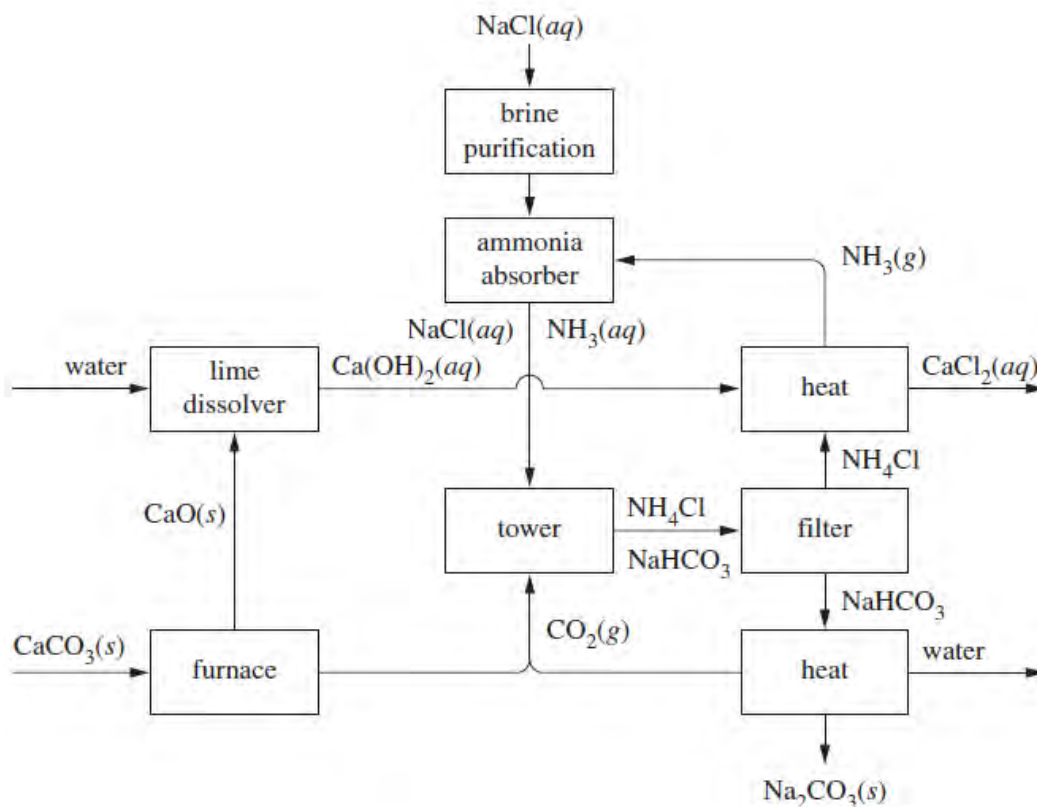 NaCl(aq)
brine
purification
ammonia
absorber
NH₃(g)
NaCl(aq) NH₃(aq)
water
lime
dissolver
Ca(OH)₂(aq)
heat
CaCl₂(aq)
CaO(s)
NH₄Cl
tower
NH₄Cl
NaHCO₃
filter
NaHCO₃
CaCO₃(s)
furnace
CO₂(g)
heat
water
Na₂CO₃(s)